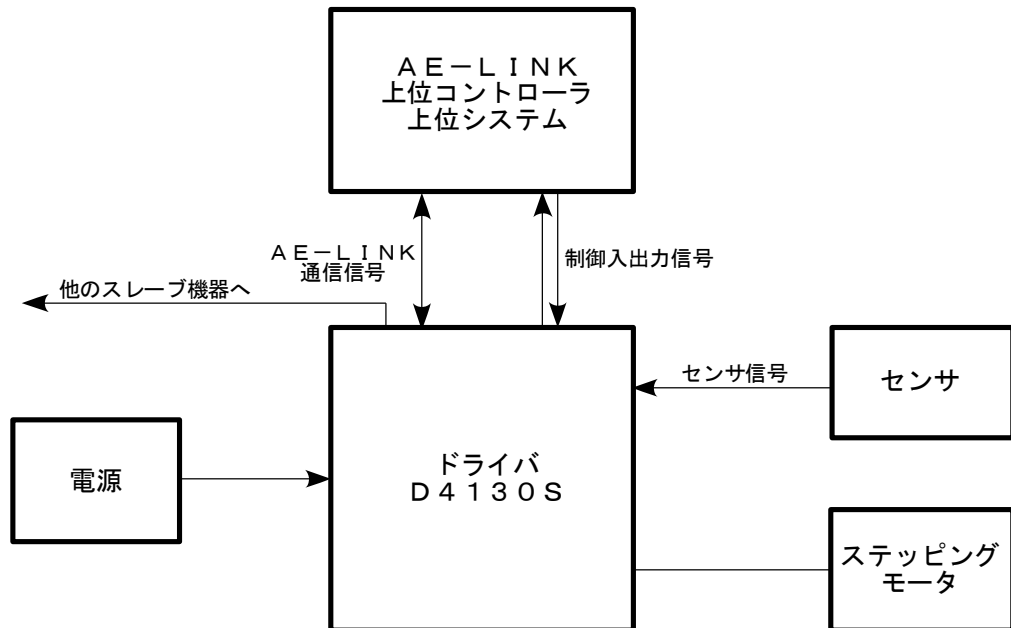 ＡＥ－ＬＩＮＫ
上位コントローラ
上位システム
ＡＥ－ＬＩＮＫ
通信信号
制御入出力信号
他のスレーブ機器へ
センサ信号
センサ
電源
ドライバ
Ｄ４１３０Ｓ
ステッピング
モータ